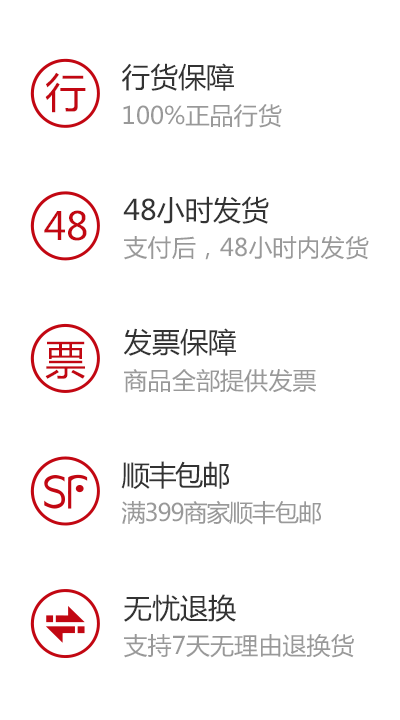 行
行货保障
100%正品行货
48
48小时发货
支付后，48小时内发货
票
发票保障
商品全部提供发票
SF
顺丰包邮
满399商家顺丰包邮
无忧退换
支持7天无理由退换货